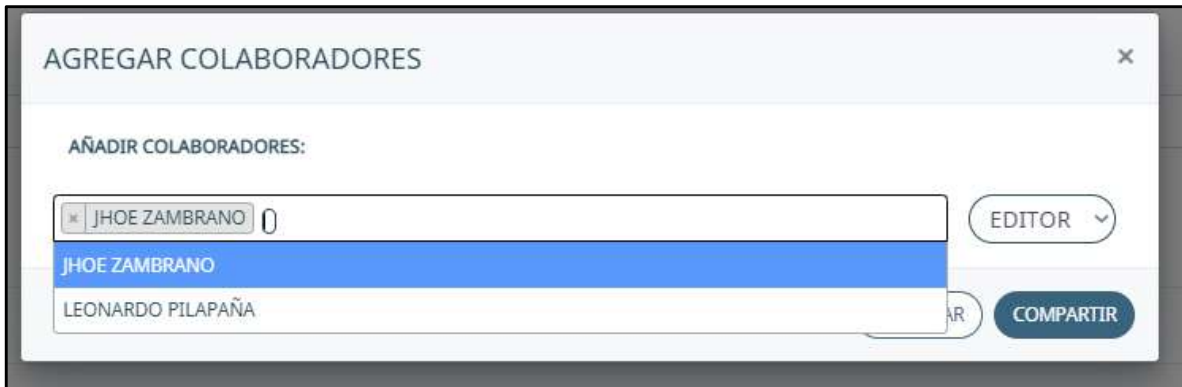 AGREGAR COLABORADORES ×
AÑADIR COLABORADORES:
× JHOE ZAMBRANO
EDITOR
JHOE ZAMBRANO
LEONARDO PILAPAÑA
COMPARTIR